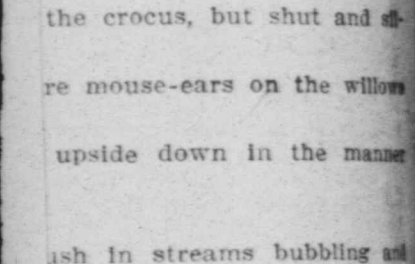 the crocus, but shut and
re mouse-ears on the willows
upside down in the manner
ush in streams bubbling and